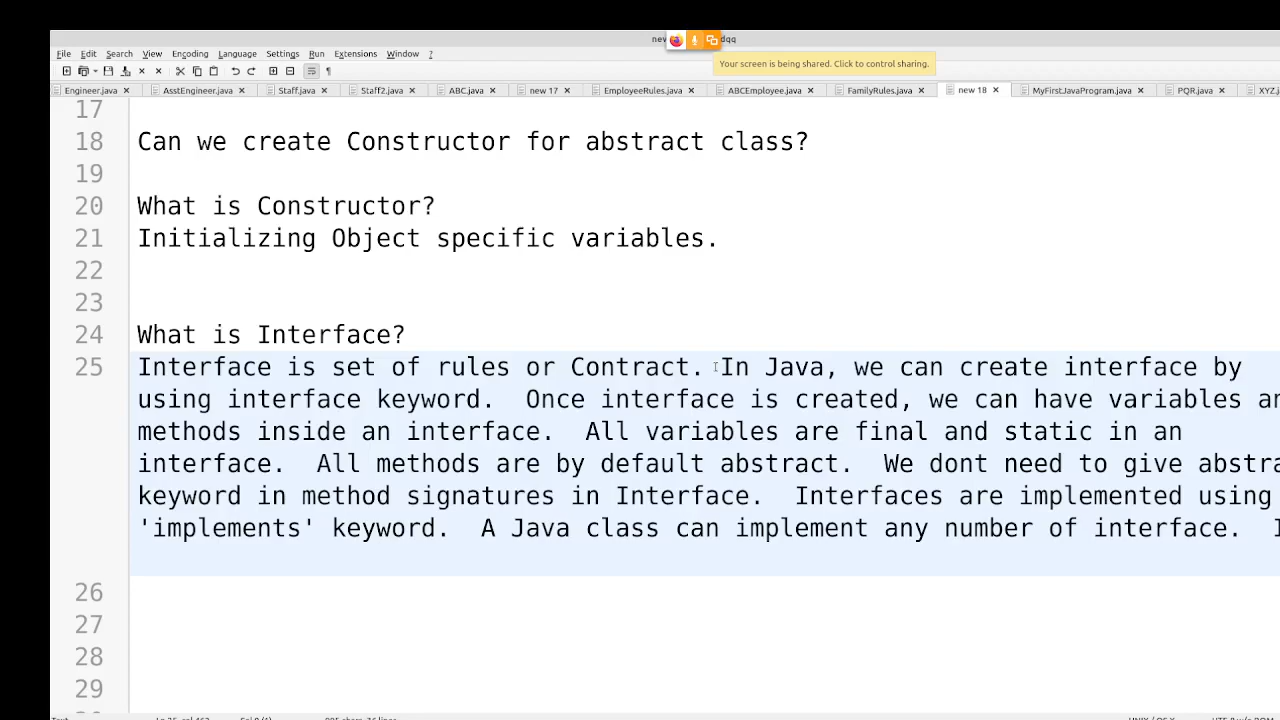 new
dqq
File Edit Search View Encoding Language Settings Run Extensions Window ?
Your screen is being shared. Click to control sharing.
Engineer.java AsstEngineer.java Staff.java Staff2.java ABC.java new 17 EmployeeRules.java ABCEmployee.java FamilyRules.java new 18 MyFirstJavaProgram.java PQR.java XYZ.j
17
18 Can we create Constructor for abstract class?
19
20 What is Constructor?
21 Initializing Object specific variables.
22
23
24 What is Interface?
25 Interface is set of rules or Contract. In Java, we can create interface by
using interface keyword. Once interface is created, we can have variables an
methods inside an interface. All variables are final and static in an
interface. All methods are by default abstract. We dont need to give abstra
keyword in method signatures in Interface. Interfaces are implemented using
'implements' keyword. A Java class can implement any number of interface. I
26
27
28
29